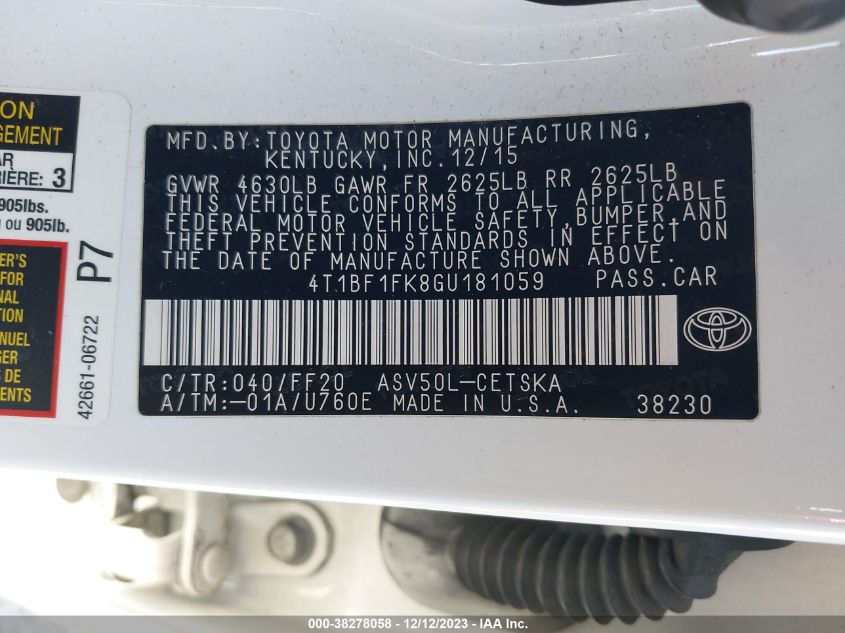 ON
GEMENT
AR
RIÈRE: 3
905lbs.
ou 905lb.
ER'S
FOR
NAL
TION
ANUEL
GER
S DE
MENTS
P7
42661-06722
MFD.BY:TOYOTA MOTOR MANUFACTURING,
KENTUCKY,INC.12/15
GVWR 4630LB GAWR FR 2625LB RR 2625LB
THIS VEHICLE CONFORMS TO ALL APPLICABLE
FEDERAL MOTOR VEHICLE SAFETY,BUMPER,AND
THEFT PREVENTION STANDARDS IN EFFECT ON
THE DATE OF MANUFACTURE SHOWN ABOVE.
4T1BF1FK8GU181059 PASS.CAR
C/TR:040/FF20 ASV50L-CETSKA
A/TM:-01A/U760E MADE IN U.S.A. 38230
000-38278058 - 12/12/2023 - IAA Inc.